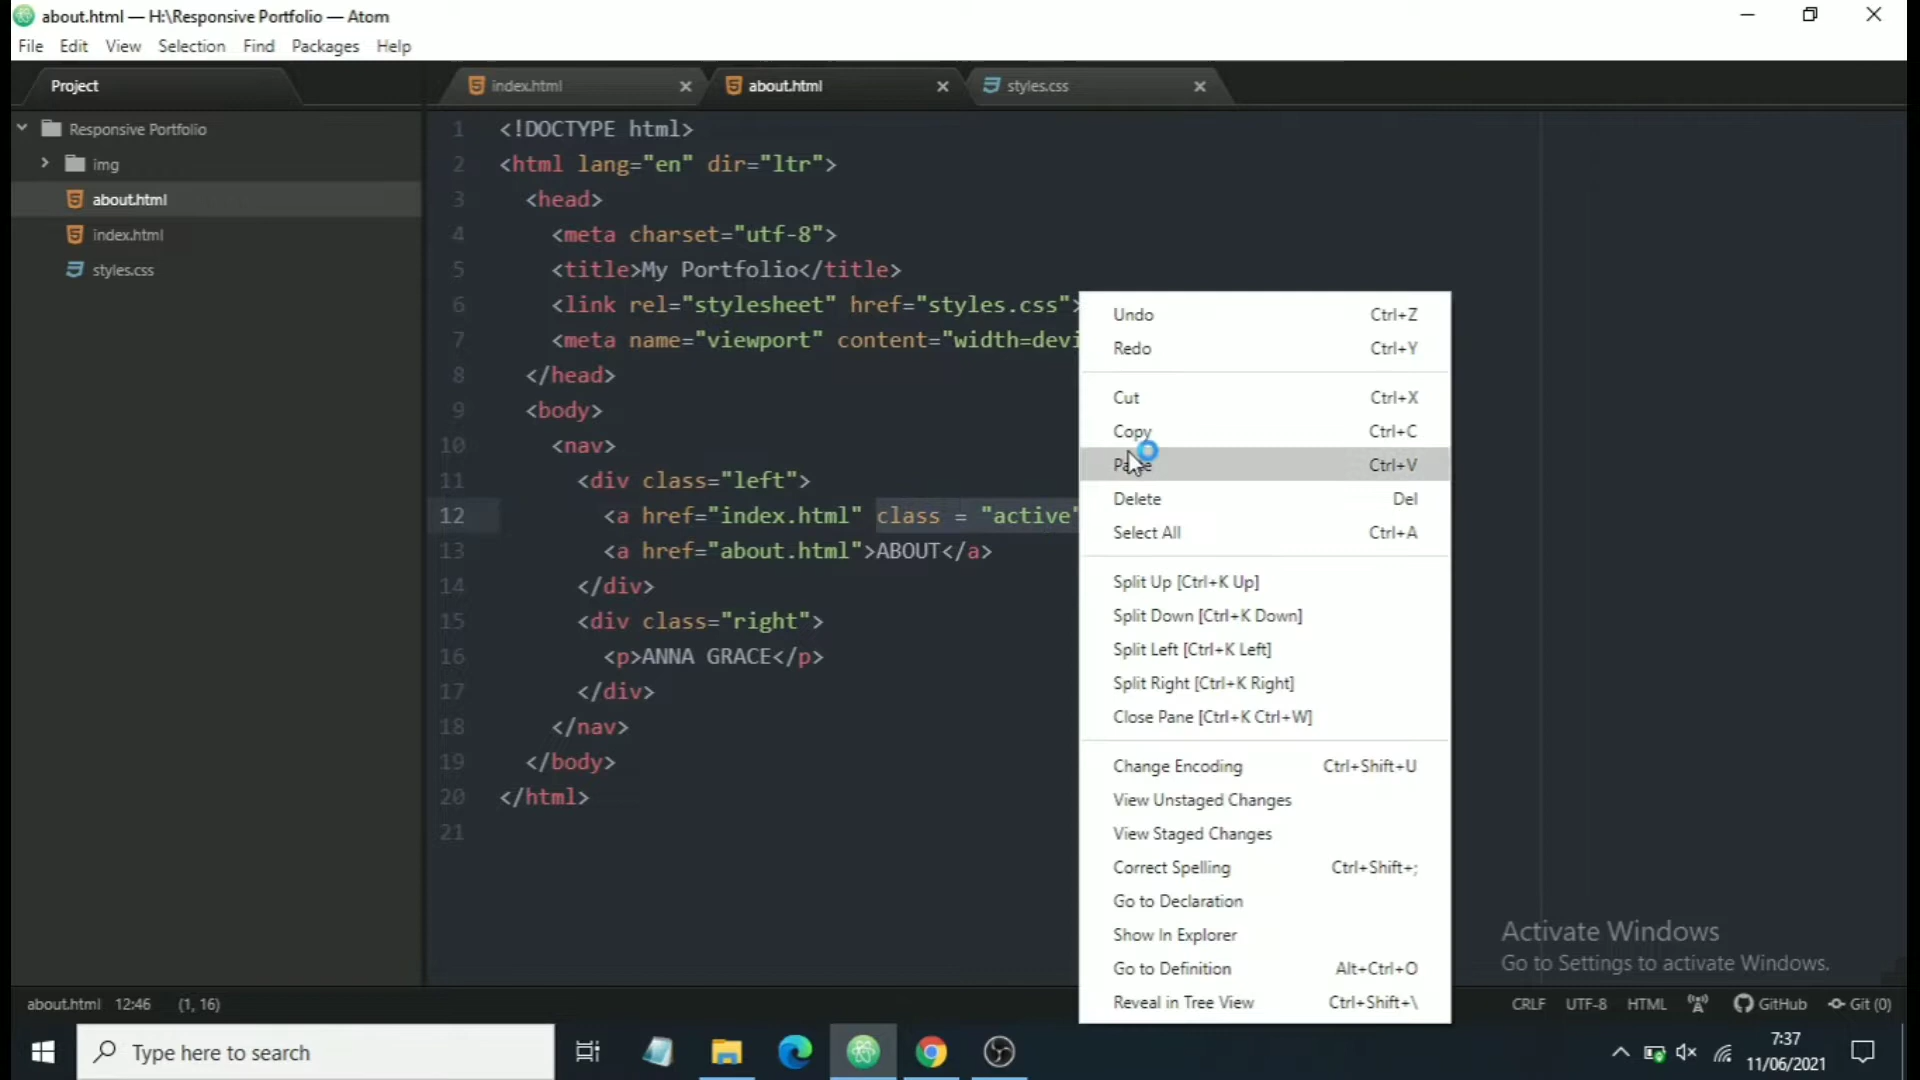 about.html — H:\Responsive Portfolio — Atom
File Edit View Selection Find Packages Help
Project
index.html
about.html
styles.css
Responsive Portfolio
img
about.html
index.html
styles.css
1 <!DOCTYPE html>
2 <html lang="en" dir="ltr">
3 <head>
4 <meta charset="utf-8">
5 <title>My Portfolio</title>
6 <link rel="stylesheet" href="styles.css">
7 <meta name="viewport" content="width=devi
8 </head>
9 <body>
10 <nav>
11 <div class="left">
12 <a href="index.html" class = "active"
13 <a href="about.html">ABOUT</a>
14 </div>
15 <div class="right">
16 <p>ANNA GRACE</p>
17 </div>
18 </nav>
19 </body>
20 </html>
21
Undo Ctrl+Z
Redo Ctrl+Y
Cut Ctrl+X
Copy Ctrl+C
Paste Ctrl+V
Delete Del
Select All Ctrl+A
Split Up [Ctrl+K Up]
Split Down [Ctrl+K Down]
Split Left [Ctrl+K Left]
Split Right [Ctrl+K Right]
Close Pane [Ctrl+K Ctrl+W]
Change Encoding Ctrl+Shift+U
View Unstaged Changes
View Staged Changes
Correct Spelling Ctrl+Shift+;
Go to Declaration
Show In Explorer
Go to Definition Alt+Ctrl+O
Reveal in Tree View Ctrl+Shift+\
Activate Windows
Go to Settings to activate Windows.
about.html 12:46 (1, 16)
CRLF UTF-8 HTML GitHub Git (0)
Type here to search
7:37
11/06/2021